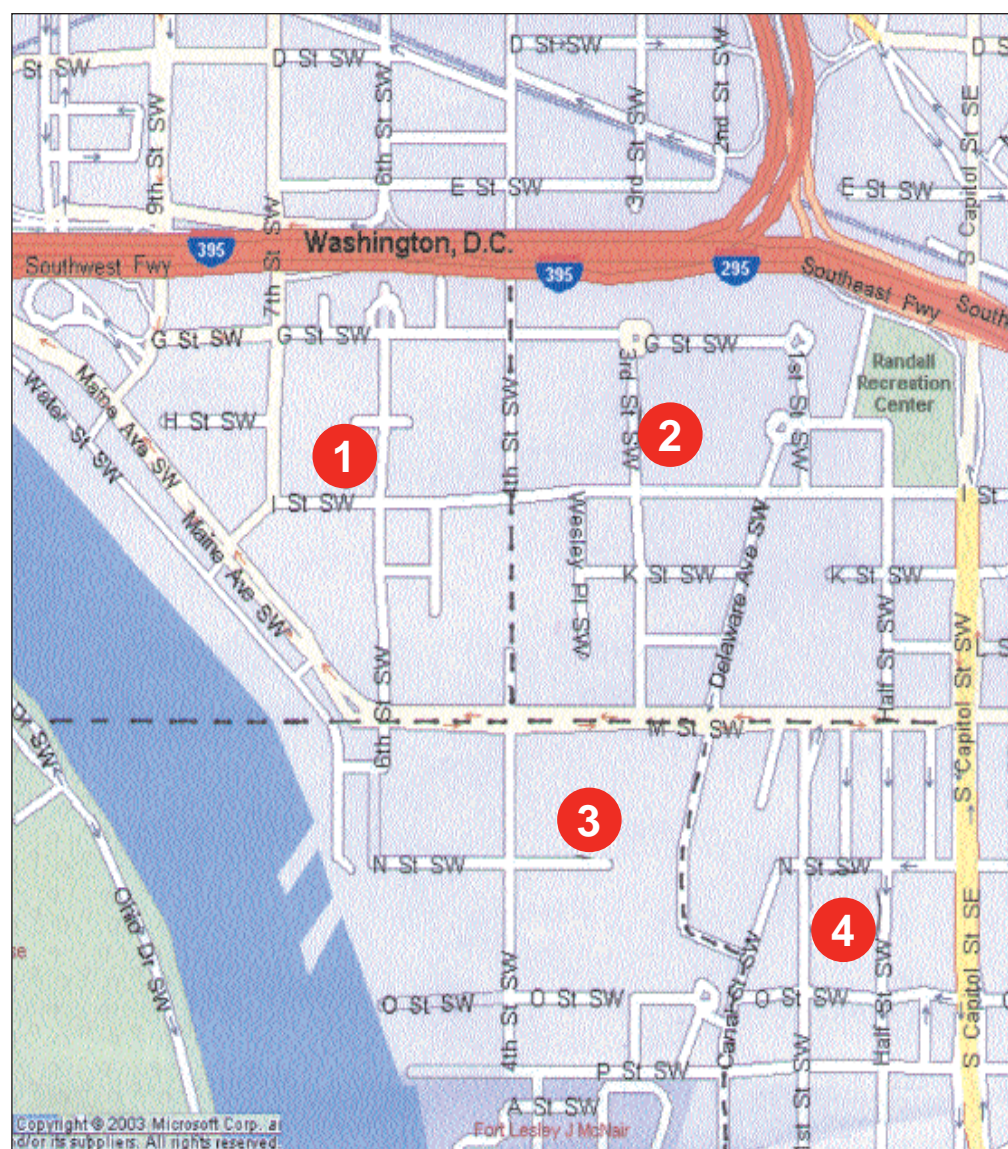 D St SW
D St SW
D S
St SW
6th St SW
2nd St SW
9th St SW
3rd St SW
S Capitol St SE
E St SW
E St SW
7th St SW
Washington, D.C.
395
395
295
Southwest Fwy
Southeast Fwy
South
G St SW
G St SW
G St SW
1st St SW
Randall
Recreation
Center
Maine Ave SW
Water St SW
H St SW
4th St SW
3rd St SW
1
2
I St SW
I St
Maine Ave SW
Wesley Pl SW
K St SW
K St SW
Delaware Ave SW
Half St SW
S Capitol St SW
6th St SW
M St SW
Dr SW
S Capitol St SE
3
N St SW
N St SW
4
Ohio Dr SW
se
4th St SW
O St SW
O St SW
O St SW
Canal St SW
Half St SW
1st St SW
P St SW
A St SW
Fort Lesley J McNair
Copyright © 2003 Microsoft Corp. a
d/or its suppliers. All rights reserved.